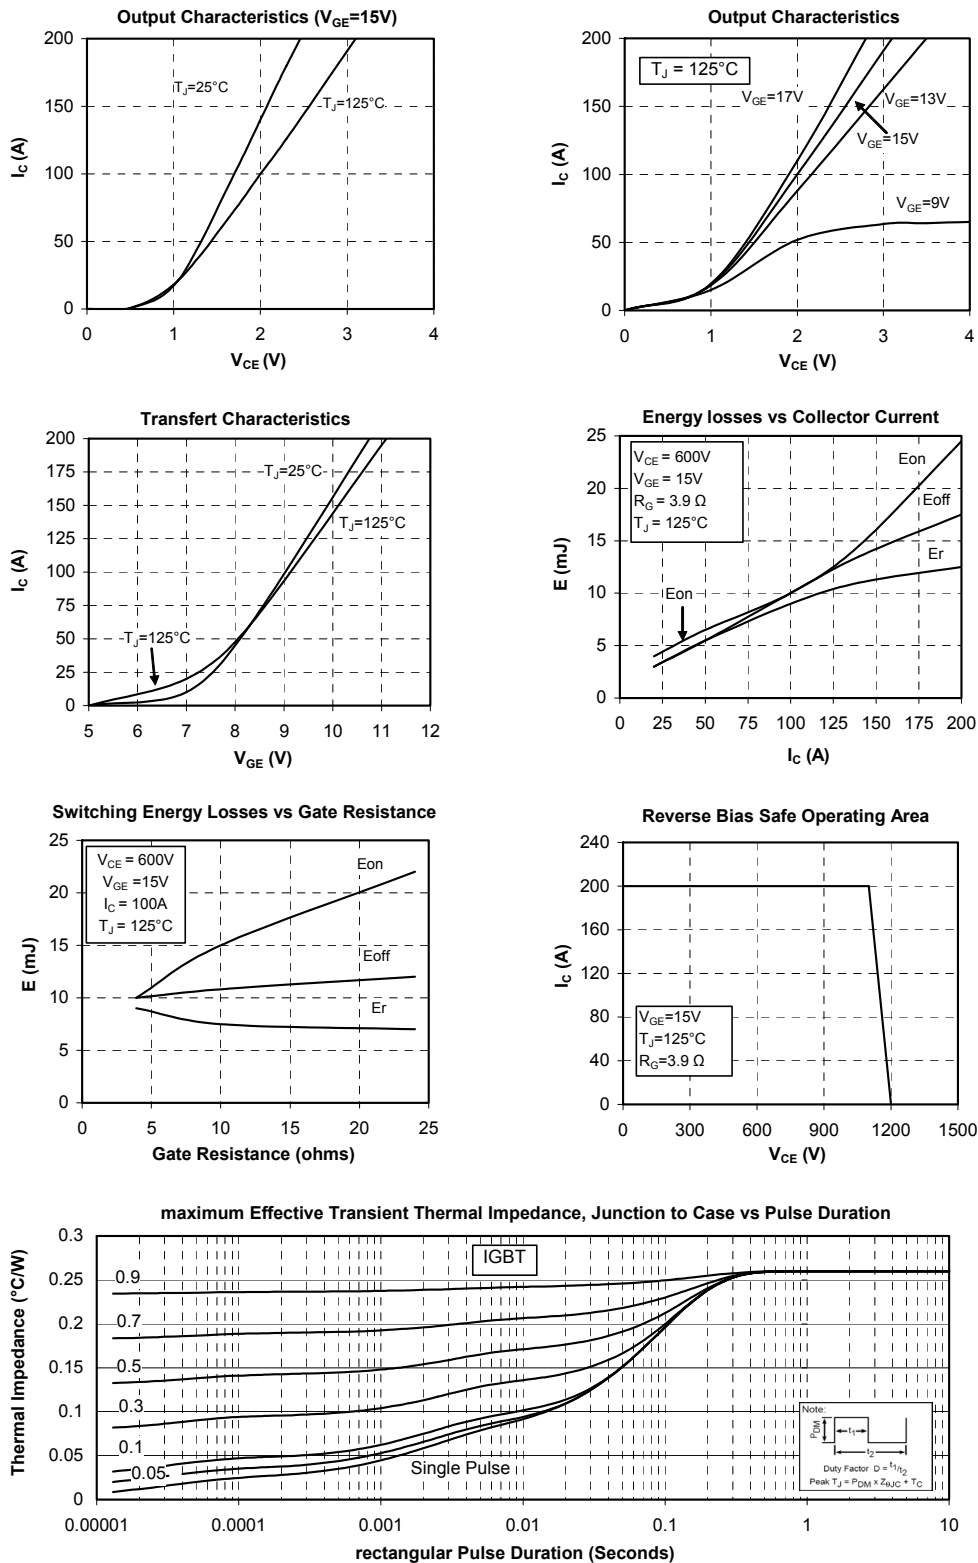 Output Characteristics (VGE=15V)
200
150
100
50
0
0 1 2 3 4
IC (A)
VCE (V)
TJ=25°C
TJ=125°C
Output Characteristics
200
150
100
50
0
0 1 2 3 4
IC (A)
VCE (V)
TJ = 125°C
VGE=17V
VGE=13V
VGE=15V
VGE=9V
Transfert Characteristics
200
175
150
125
100
75
50
25
0
5 6 7 8 9 10 11 12
IC (A)
VGE (V)
TJ=25°C
TJ=125°C
TJ=125°C
Energy losses vs Collector Current
25
20
15
10
5
0
0 25 50 75 100 125 150 175 200
E (mJ)
IC (A)
VCE = 600V
VGE = 15V
RG = 3.9 Ω
TJ = 125°C
Eon
Eoff
Er
Eon
Switching Energy Losses vs Gate Resistance
25
20
15
10
5
0
0 5 10 15 20 25
E (mJ)
Gate Resistance (ohms)
VCE = 600V
VGE =15V
IC = 100A
TJ = 125°C
Eon
Eoff
Er
Reverse Bias Safe Operating Area
240
200
160
120
80
40
0
0 300 600 900 1200 1500
IC (A)
VCE (V)
VGE=15V
TJ=125°C
RG=3.9 Ω
maximum Effective Transient Thermal Impedance, Junction to Case vs Pulse Duration
0.3
0.25
0.2
0.15
0.1
0.05
0
0.00001 0.0001 0.001 0.01 0.1 1 10
Thermal Impedance (°C/W)
rectangular Pulse Duration (Seconds)
IGBT
0.9
0.7
0.5
0.3
0.1
0.05
Single Pulse
Note:
PDM
t1
t2
Duty Factor D = t1/t2
Peak TJ = PDM x ZθJC + TC